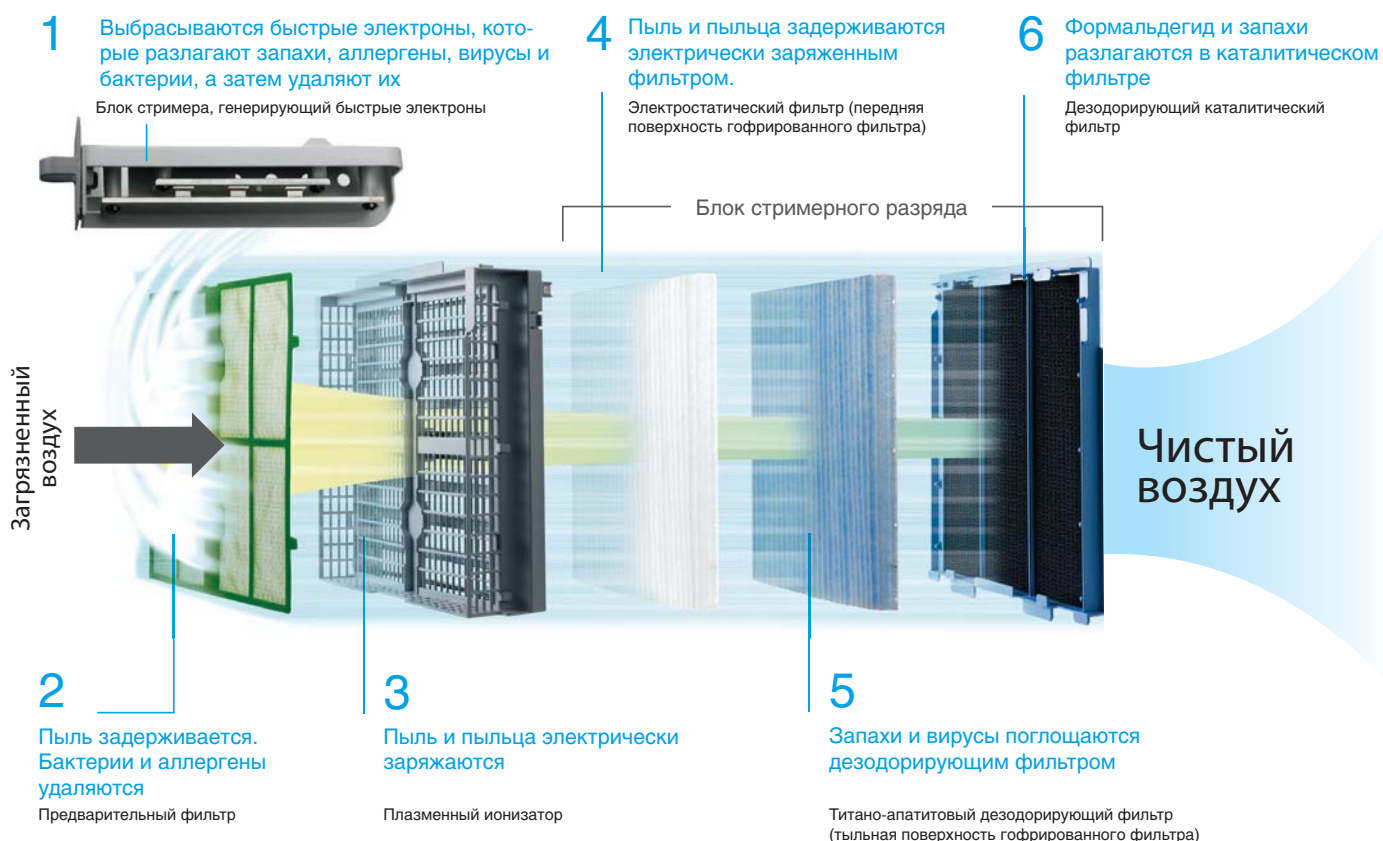 1
Выбрасываются быстрые электроны, кото-
рые разлагают запахи, аллергены, вирусы и
бактерии, а затем удаляют их
Блок стримера, генерирующий быстрые электроны
4
Пыль и пыльца задерживаются
электрически заряженным
фильтром.
Электростатический фильтр (передняя
поверхность гофрированного фильтра)
6
Формальдегид и запахи
разлагаются в каталитическом
фильтре
Дезодорирующий каталитический
фильтр
Блок стримерного разряда
Загрязненный
воздух
Чистый
воздух
2
Пыль задерживается.
Бактерии и аллергены
удаляются
Предварительный фильтр
3
Пыль и пыльца электрически
заряжаются
Плазменный ионизатор
5
Запахи и вирусы поглощаются
дезодорирующим фильтром
Титано-апатитовый дезодорирующий фильтр
(тыльная поверхность гофрированного фильтра)